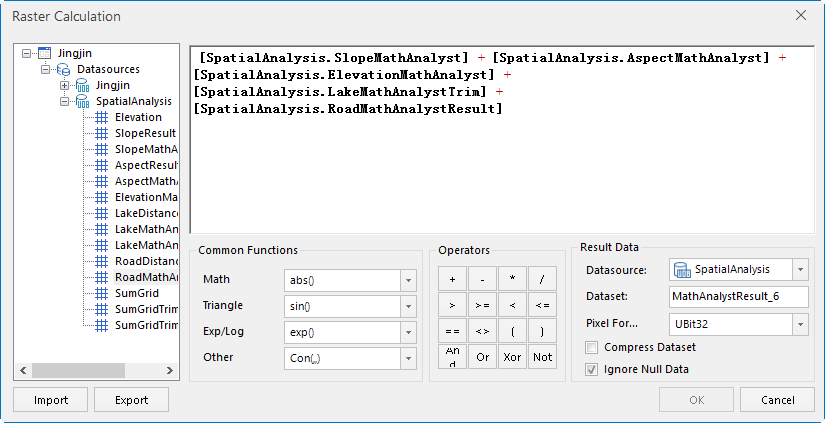 Raster Calculation
Jingjin
Datasources
Jingjin
SpatialAnalysis
Elevation
SlopeResult
SlopeMathA
AspectResul
AspectMathA
ElevationMa
LakeDistanc
LakeMathAn
LakeMathAn
RoadDistanc
RoadMathAn
SumGrid
SumGridTrim
SumGridTrim
[SpatialAnalysis.SlopeMathAnalyst] + [SpatialAnalysis.AspectMathAnalyst] +
[SpatialAnalysis.ElevationMathAnalyst] +
[SpatialAnalysis.LakeMathAnalystTrim] +
[SpatialAnalysis.RoadMathAnalystResult]
Common Functions
Math abs()
Triangle sin()
Exp/Log exp()
Other Con(,,)
Operators
+ - * /
> >= < <=
== <> ( )
And Or Xor Not
Result Data
Datasource: SpatialAnalysis
Dataset: MathAnalystResult_6
Pixel For... UBit32
Compress Dataset
Ignore Null Data
Import Export OK Cancel